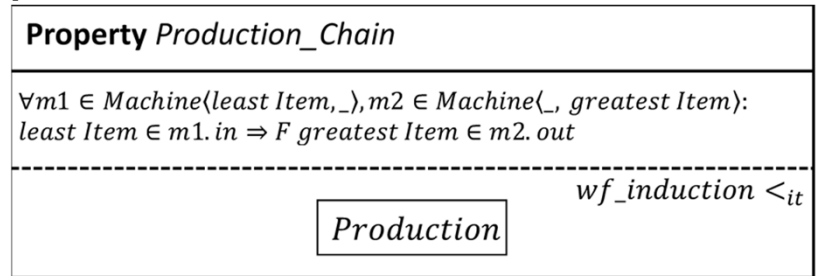 Property Production_Chain
∀m1 ∈ Machine⟨least Item,_⟩,m2 ∈ Machine⟨_, greatest Item⟩:
least Item ∈ m1.in ⇒ F greatest Item ∈ m2.out
wf_induction <_it
Production